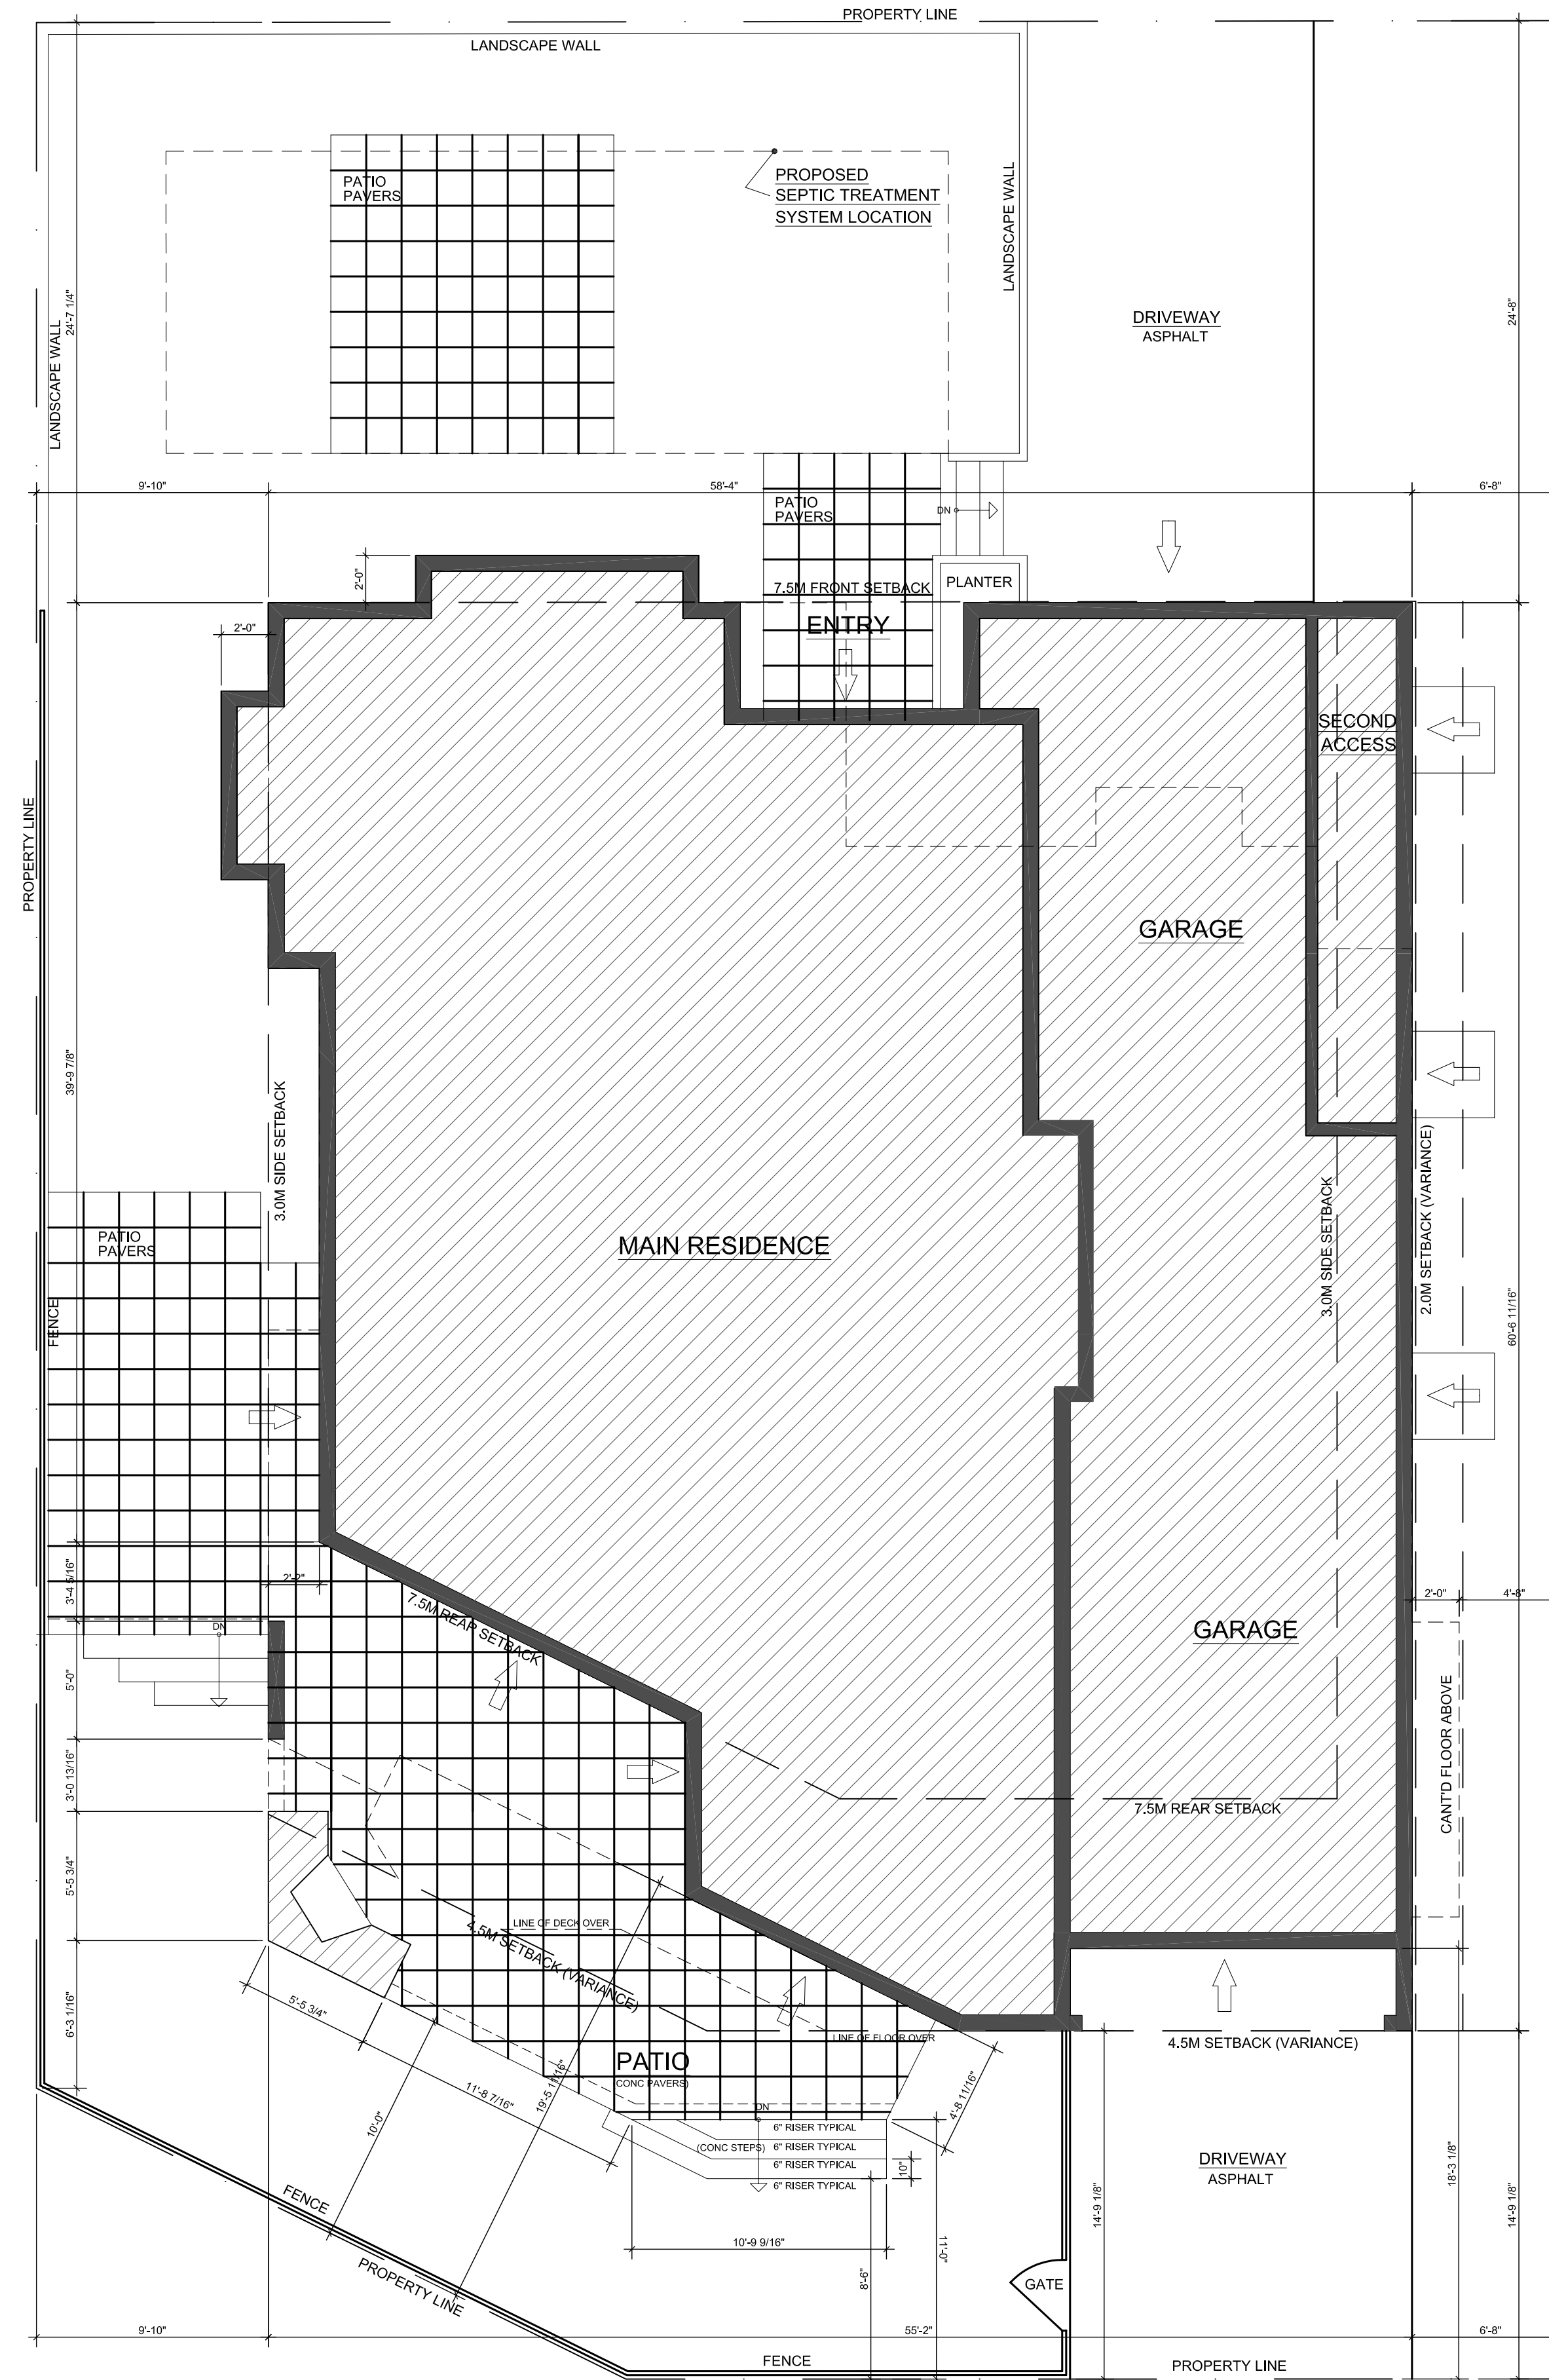 PROPERTY LINE
LANDSCAPE WALL
PATIO
PAVERS
PROPOSED
SEPTIC TREATMENT
SYSTEM LOCATION
LANDSCAPE WALL
LANDSCAPE WALL
24'-7 1/4"
DRIVEWAY
ASPHALT
24'-8"
9'-10"
58'-4"
6'-8"
PATIO
PAVERS
DN
2'-0"
7.5M FRONT SETBACK
PLANTER
ENTRY
2'-0"
SECOND
ACCESS
PROPERTY LINE
GARAGE
39'-9 7/8"
3.0M SIDE SETBACK
3.0M SIDE SETBACK
2.0M SETBACK (VARIANCE)
PATIO
PAVERS
MAIN RESIDENCE
FENCE
60'-6 11/16"
3'-4 5/16"
2'-2"
7.5M REAR SETBACK
2'-0"
4'-8"
DN
GARAGE
5'-0"
CANT'D FLOOR ABOVE
3'-0 13/16"
7.5M REAR SETBACK
5'-5 3/4"
LINE OF DECK OVER
4.5M SETBACK (VARIANCE)
6'-3 1/16"
5'-5 3/4"
LINE OF FLOOR OVER
4.5M SETBACK (VARIANCE)
PATIO
(CONC PAVERS)
11'-8 7/16"
19'-5 11/16"
10'-0"
4'-8 11/16"
DN
6" RISER TYPICAL
(CONC STEPS)
6" RISER TYPICAL
6" RISER TYPICAL
10"
6" RISER TYPICAL
DRIVEWAY
ASPHALT
18'-3 1/8"
14'-9 1/8"
14'-9 1/8"
FENCE
10'-9 9/16"
11'-0"
8'-6"
PROPERTY LINE
GATE
9'-10"
55'-2"
6'-8"
FENCE
PROPERTY LINE